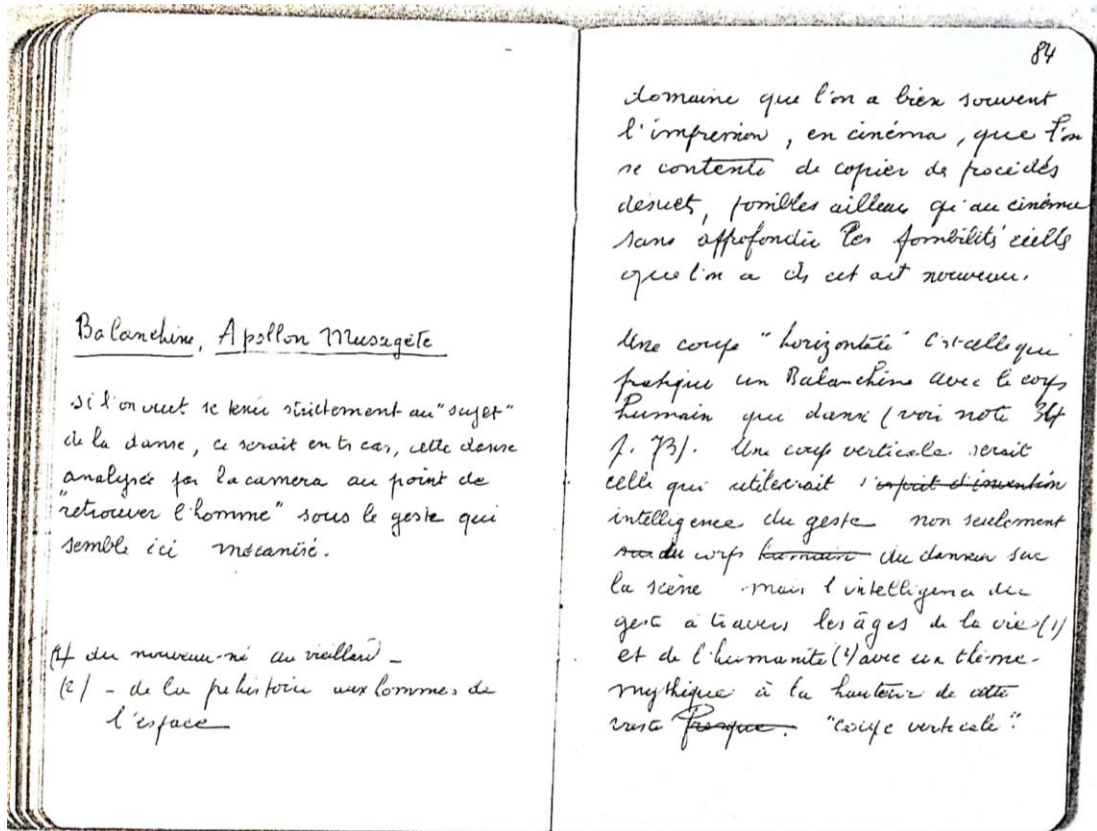 Balanchine, Apollon Musagète
si l'on veut se tenir strictement au "sujet"
de la danse, ce serait en ts cas, cette danse
analysée par la camera au point de
"retrouver l'homme" sous le geste qui
semble ici mécanisé.
(1) du nouveau-né au vieillard -
(2) - de la préhistoire aux hommes de
l'espace
84
domaine que l'on a bien souvent
l'impression, en cinéma, que l'on
se contente de copier des procédés
désuets, possibles ailleurs qu'au cinéma
sans approfondir les possibilités réelles
que l'on a ds cet art nouveau.
Une coupe "horizontale" c'est celle que
pratique un Balanchine avec le corps
humain qui danse (voir note 34
p. 73). Une coupe verticale serait
celle qui utiliserait l'esprit d'invention
intelligence du geste non seulement
du corps humain du danseur sur
la scène mais l'intelligence du
geste à travers les âges de la vie (1)
et de l'humanité (2) avec un thème
mythique à la hauteur de cette
vaste fresque. "coupe verticale".